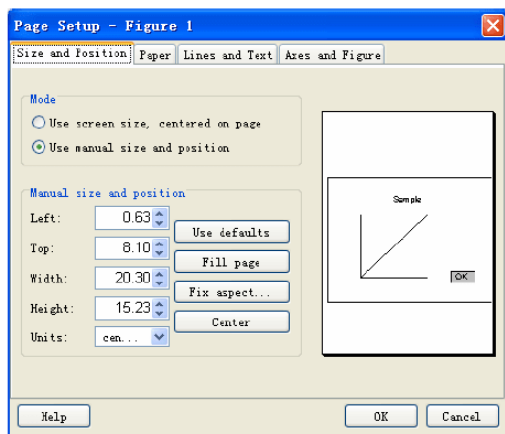 Page Setup - Figure 1
Size and Position Paper Lines and Text Axes and Figure
Mode
Use screen size, centered on page
Use manual size and position
Manual size and position
Left: 0.63
Top: 8.10
Width: 20.30
Height: 15.23
Units: cen...
Use defaults
Fill page
Fix aspect...
Center
Sample
OK
Help OK Cancel